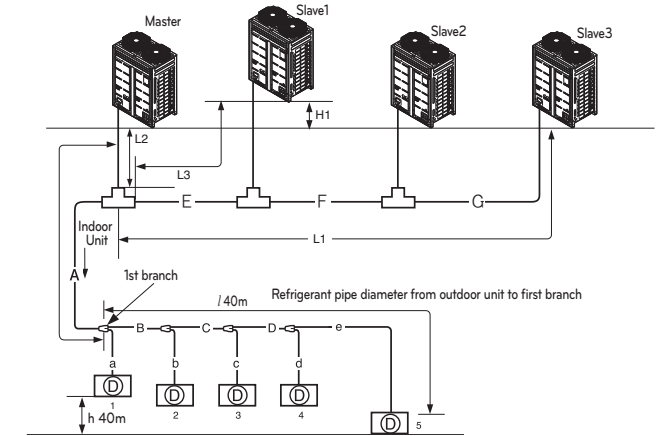 Master
Slave1
Slave2
Slave3
H1
L2
L3
E
F
G
Indoor
Unit
L1
A
1st branch
l 40m
Refrigerant pipe diameter from outdoor unit to first branch
B
C
D
e
a
b
c
d
D
D
D
D
D
1
2
3
4
5
h 40m